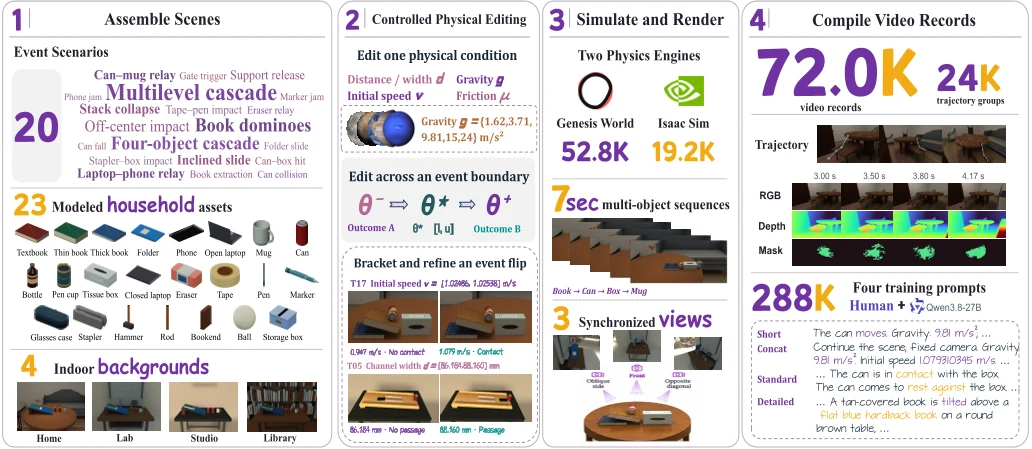 1
Assemble Scenes
Event Scenarios
20
Can–mug relay Gate trigger Support release
Phone jam Multilevel cascade Marker jam
Stack collapse Tape–pen impact Eraser relay
Off-center impact Book dominoes
Can fall Four-object cascade Folder slide
Stapler–box impact Inclined slide Can–box hit
Laptop–phone relay Book extraction Can collision
23 Modeled household assets
Textbook Thin book Thick book Folder Phone Open laptop Mug Can
Bottle Pen cup Tissue box Closed laptop Eraser Tape Pen Marker
Glasses case Stapler Hammer Rod Bookend Ball Storage box
4 Indoor backgrounds
Home Lab Studio Library
2
Controlled Physical Editing
Edit one physical condition
Distance / width d Gravity g
Initial speed v Friction μ
Gravity g = {1.62,3.71,
9.81,15,24} m/s²
Edit across an event boundary
θ⁻ ⇨ θ* ⇨ θ⁺
Outcome A θ* [l, u] Outcome B
Bracket and refine an event flip
T17 Initial speed v = [1.02486, 1.02538] m/s
0.947 m/s · No contact 1.079 m/s · Contact
T05 Channel width d = [86.184,88.160] mm
86.184 mm · No passage 88.160 mm · Passage
3
Simulate and Render
Two Physics Engines
Genesis World Isaac Sim
52.8K 19.2K
7sec multi-object sequences
Book → Can → Box → Mug
3 Synchronized views
Oblique side
Front
Opposite diagonal
4
Compile Video Records
72.0K
video records
24K
trajectory groups
Trajectory
3.00 s 3.50 s 3.80 s 4.17 s
RGB
Depth
Mask
288K Four training prompts
Human + Qwen3.8-27B
Short The can moves. Gravity: 9.81 m/s², ...
Concat Continue the scene, fixed camera. Gravity
9.81 m/s² Initial speed 1.079310345 m/s ...
Standard ... The can is in contact with the box.
The can comes to rest against the box. ...
Detailed ... A tan-covered book is tilted above a
flat blue hardback book on a round
brown table, ...